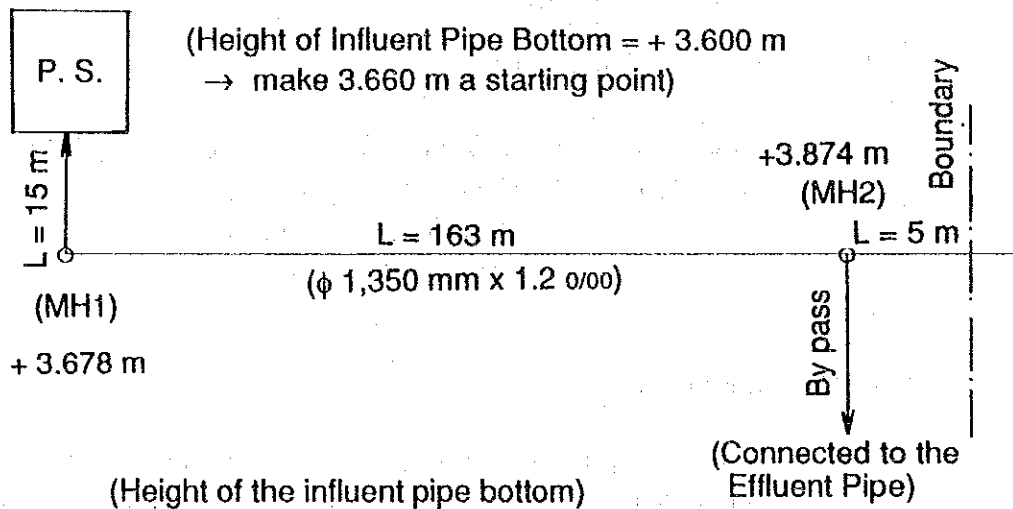 P. S.
(Height of Influent Pipe Bottom = + 3.600 m
→ make 3.660 m a starting point)
Boundary
L = 15 m
+3.874 m
(MH2)
L = 163 m
L = 5 m
(φ 1,350 mm x 1.2 0/00)
(MH1)
+ 3.678 m
By pass
(Connected to the
Effluent Pipe)
(Height of the influent pipe bottom)